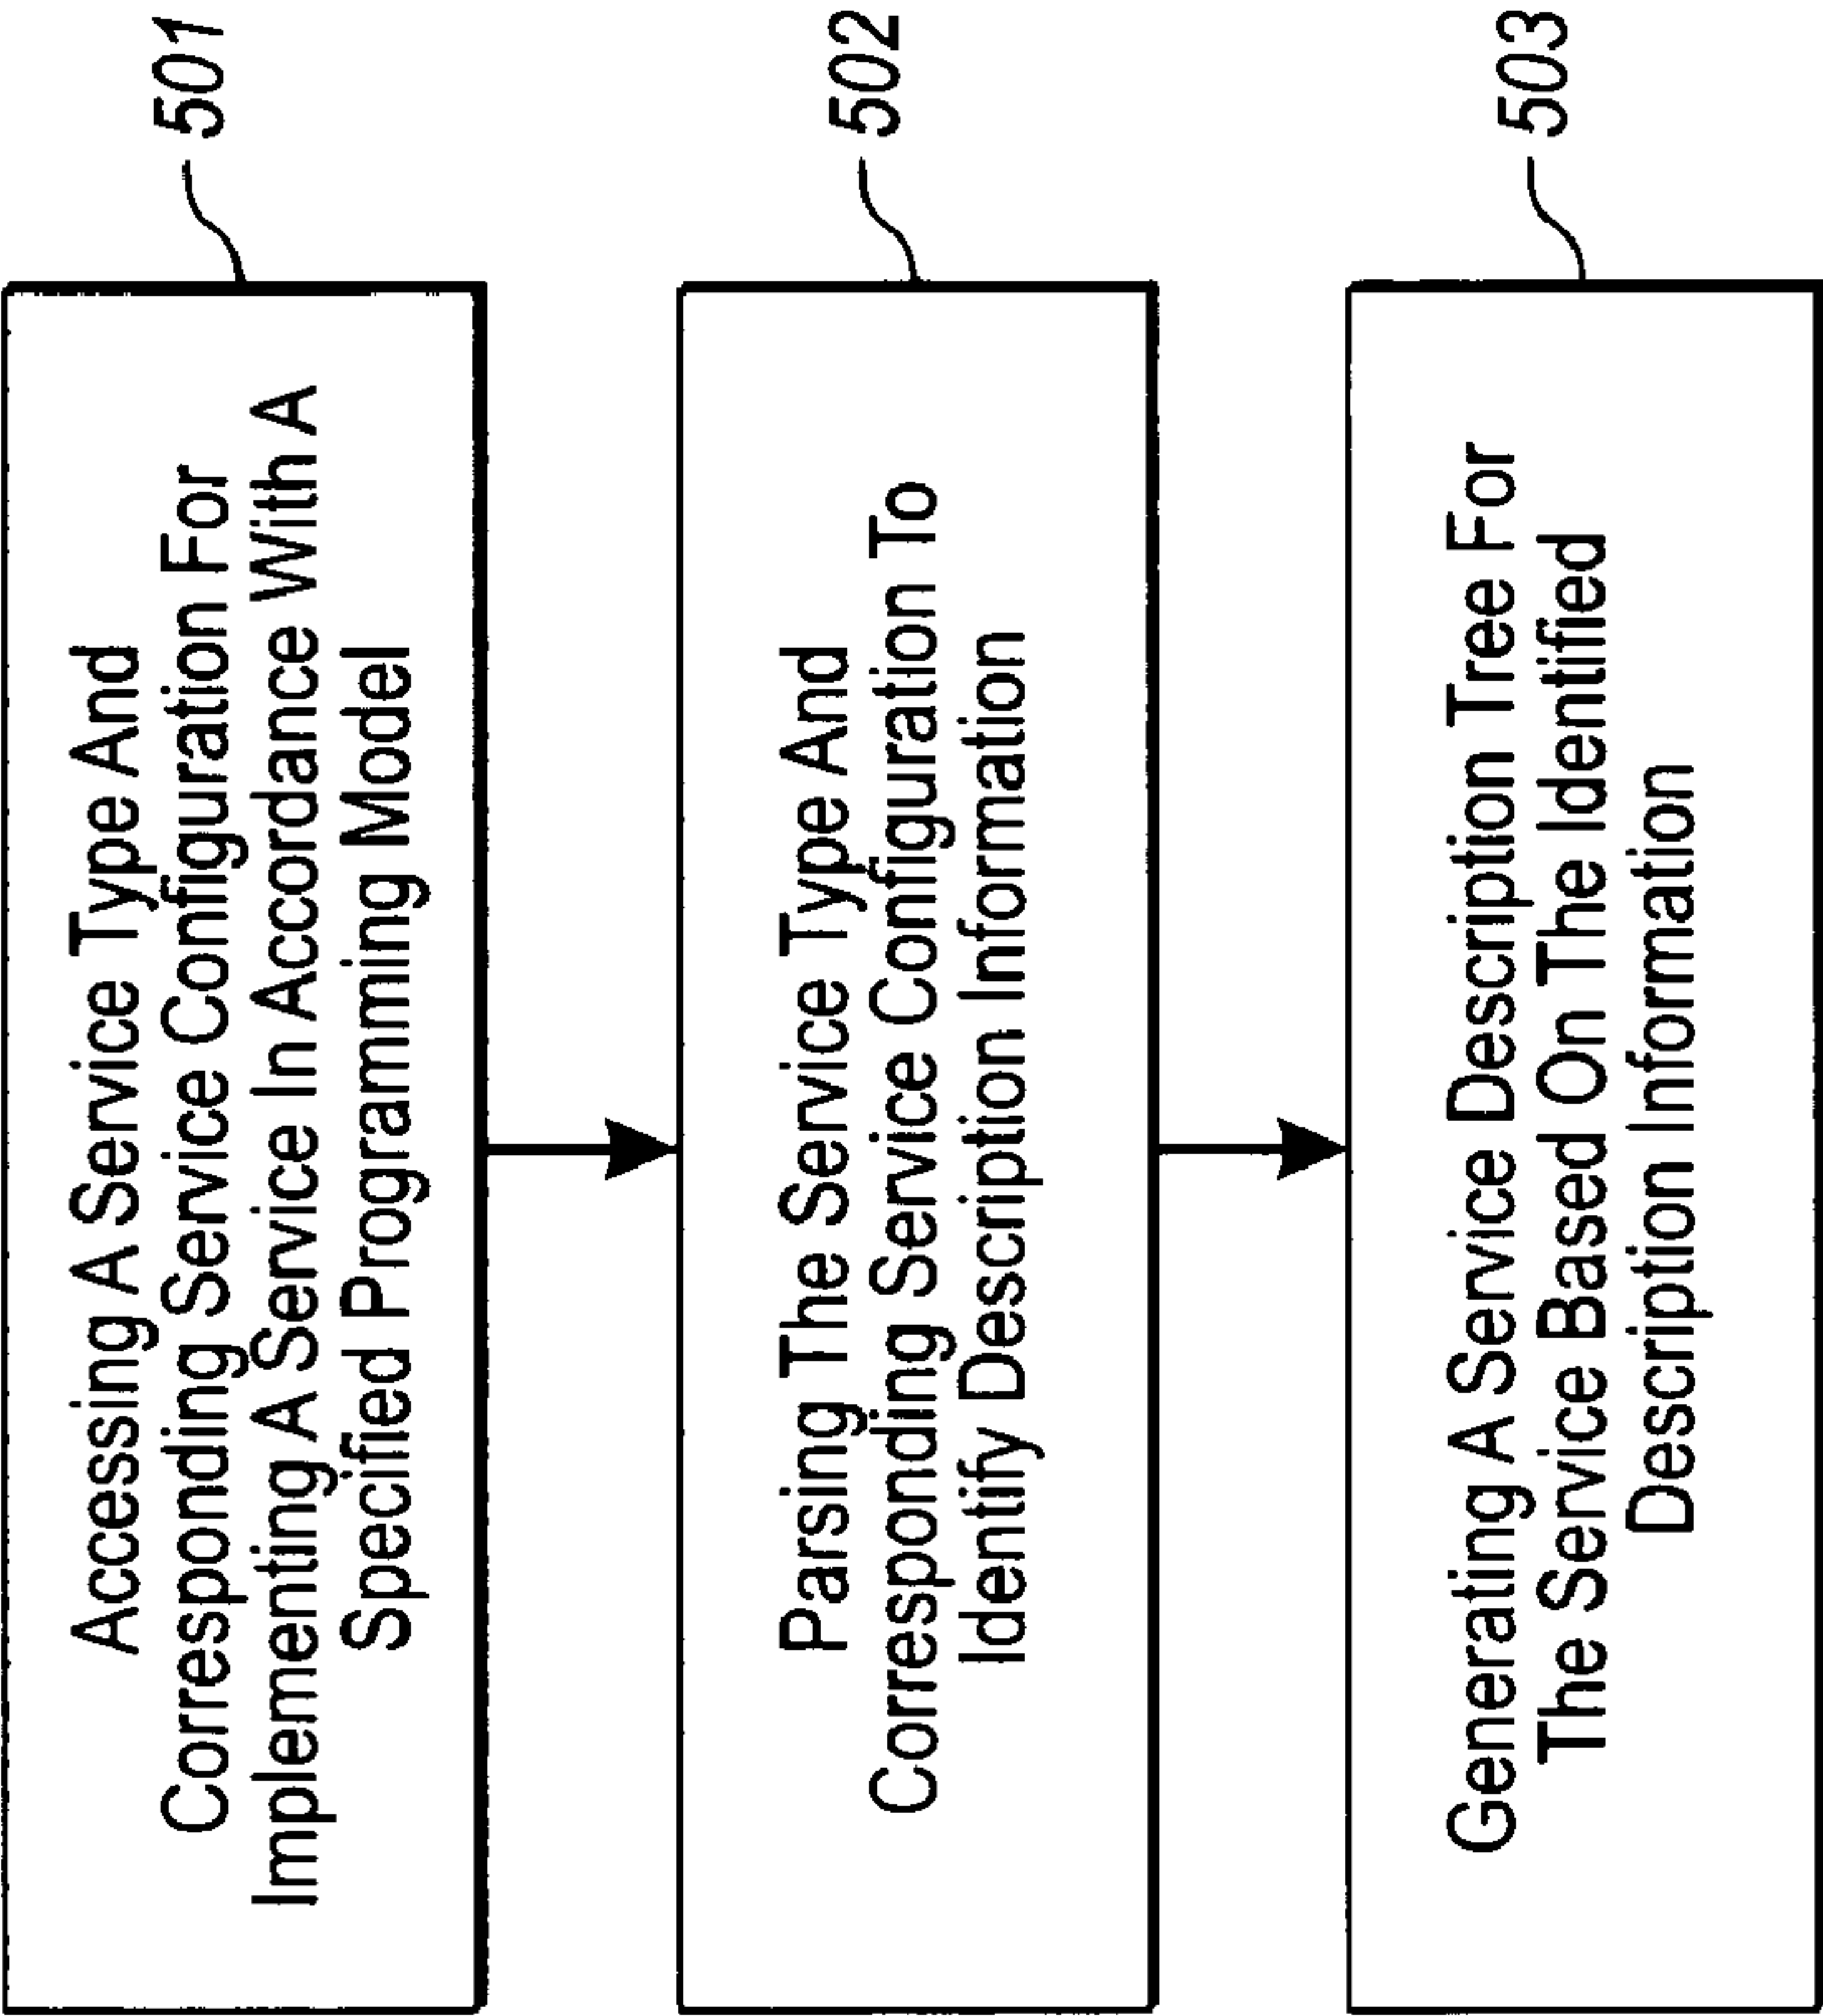 Accessing A Service Type And
Corresponding Service Configuration For
Implementing A Service In Accordance With A
Specified Programming Model
501
Parsing The Service Type And
Corresponding Service Configuration To
Identify Description Information
502
Generating A Service Description Tree For
The Service Based On The Identified
Description Information
503